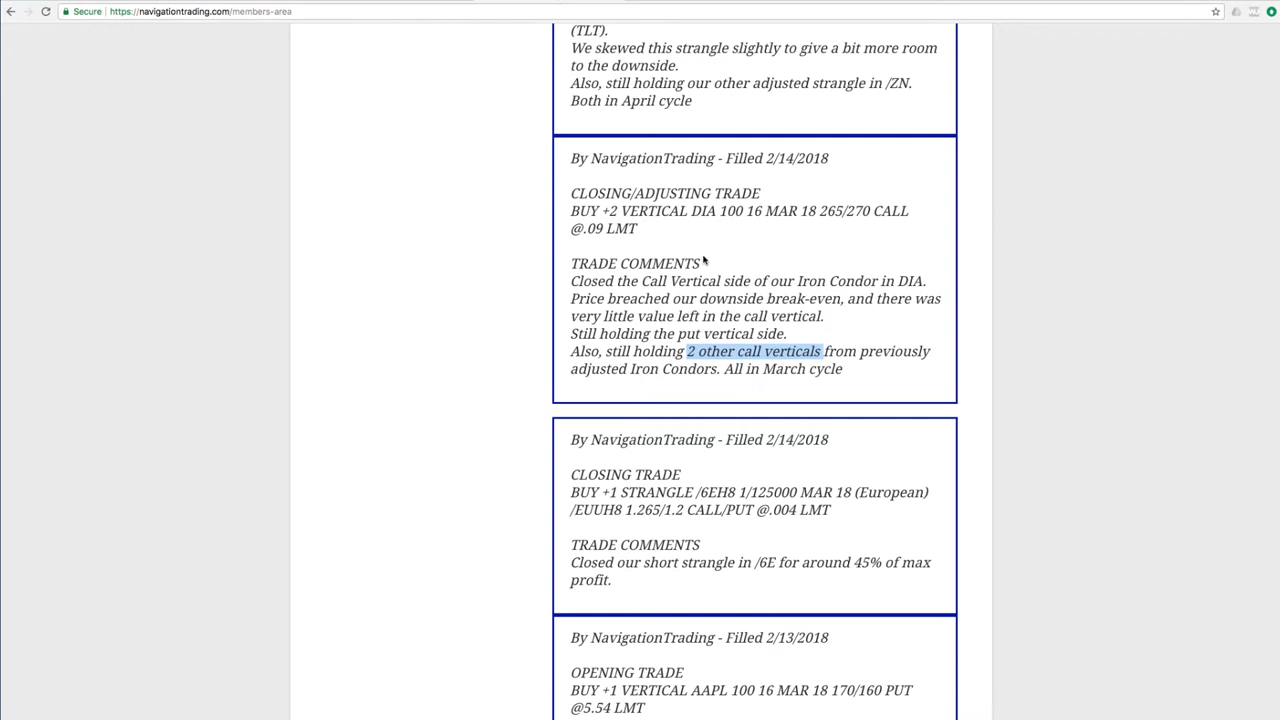 Secure
https://navigationtrading.com/members-area
(TLT).
We skewed this strangle slightly to give a bit more room
to the downside.
Also, still holding our other adjusted strangle in /ZN.
Both in April cycle
By NavigationTrading - Filled 2/14/2018
CLOSING/ADJUSTING TRADE
BUY +2 VERTICAL DIA 100 16 MAR 18 265/270 CALL
@.09 LMT
TRADE COMMENTS
Closed the Call Vertical side of our Iron Condor in DIA.
Price breached our downside break-even, and there was
very little value left in the call vertical.
Still holding the put vertical side.
Also, still holding 2 other call verticals from previously
adjusted Iron Condors. All in March cycle
By NavigationTrading - Filled 2/14/2018
CLOSING TRADE
BUY +1 STRANGLE /6EH8 1/125000 MAR 18 (European)
/EUUH8 1.265/1.2 CALL/PUT @.004 LMT
TRADE COMMENTS
Closed our short strangle in /6E for around 45% of max
profit.
By NavigationTrading - Filled 2/13/2018
OPENING TRADE
BUY +1 VERTICAL AAPL 100 16 MAR 18 170/160 PUT
@5.54 LMT